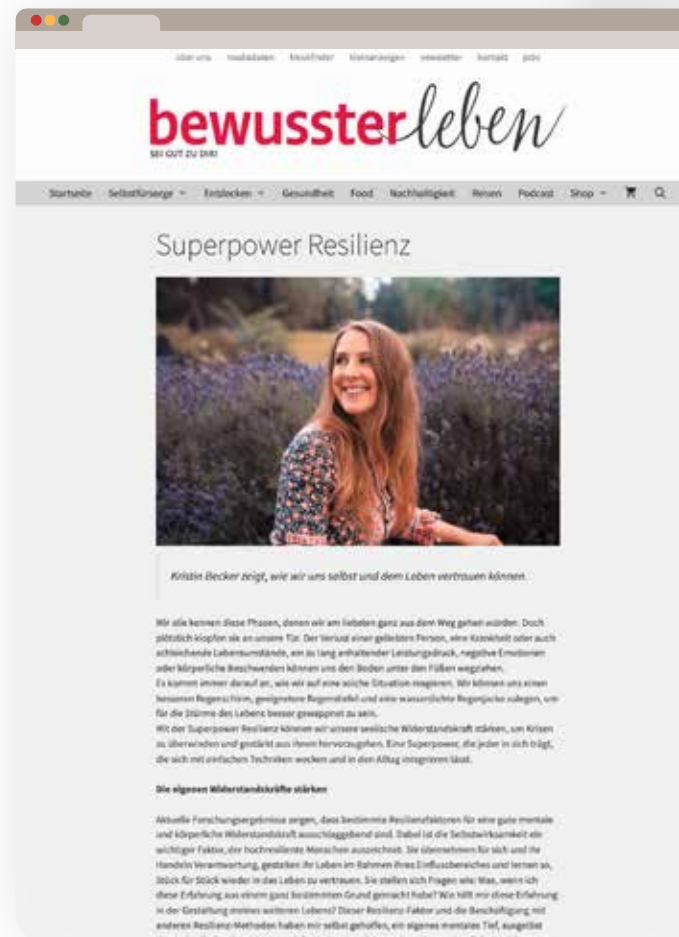 über uns mediadaten kioskfinder kleinanzeigen newsletter kontakt jobs
bewusster leben
SEI GUT ZU DIR!
Startseite Selbstfürsorge Entdecken Gesundheit Food Nachhaltigkeit Reisen Podcast Shop
Superpower Resilienz
Kristin Becker zeigt, wie wir uns selbst und dem Leben vertrauen können.
Wir alle kennen diese Phasen, denen wir am liebsten ganz aus dem Weg gehen würden. Doch
plötzlich klopfen sie an unsere Tür. Der Verlust einer geliebten Person, eine Krankheit oder auch
schleichende Lebensumstände, ein zu lang anhaltender Leistungsdruck, negative Emotionen
oder körperliche Beschwerden können uns den Boden unter den Füßen wegziehen.
Es kommt immer darauf an, wie wir auf eine solche Situation reagieren. Wir können uns einen
besseren Regenschirm, geeignetere Regenstiefel und eine wasserdichte Regenjacke zulegen, um
für die Stürme des Lebens besser gewappnet zu sein.
Mit der Superpower Resilienz können wir unsere seelische Widerstandskraft stärken, um Krisen
zu überwinden und gestärkt aus ihnen hervorzugehen. Eine Superpower, die jeder in sich trägt,
die sich mit einfachen Techniken wecken und in den Alltag integrieren lässt.
Die eigenen Widerstandskräfte stärken
Aktuelle Forschungsergebnisse zeigen, dass bestimmte Resilienzfaktoren für eine gute mentale
und körperliche Widerstandskraft ausschlaggebend sind. Dabei ist die Selbstwirksamkeit ein
wichtiger Faktor, der hochresiliente Menschen auszeichnet. Sie übernehmen für sich und ihr
Handeln Verantwortung, gestalten ihr Leben im Rahmen ihres Einflussbereiches und lernen so,
Stück für Stück wieder in das Leben zu vertrauen. Sie stellen sich Fragen wie: Was, wenn ich
diese Erfahrung aus einem ganz bestimmten Grund gemacht habe? Wie hilft mir diese Erfahrung
in der Gestaltung meines weiteren Lebens? Dieser Resilienz-Faktor und die Beschäftigung mit
anderen Resilienz-Methoden haben mir selbst geholfen, ein eigenes mentales Tief, ausgelöst